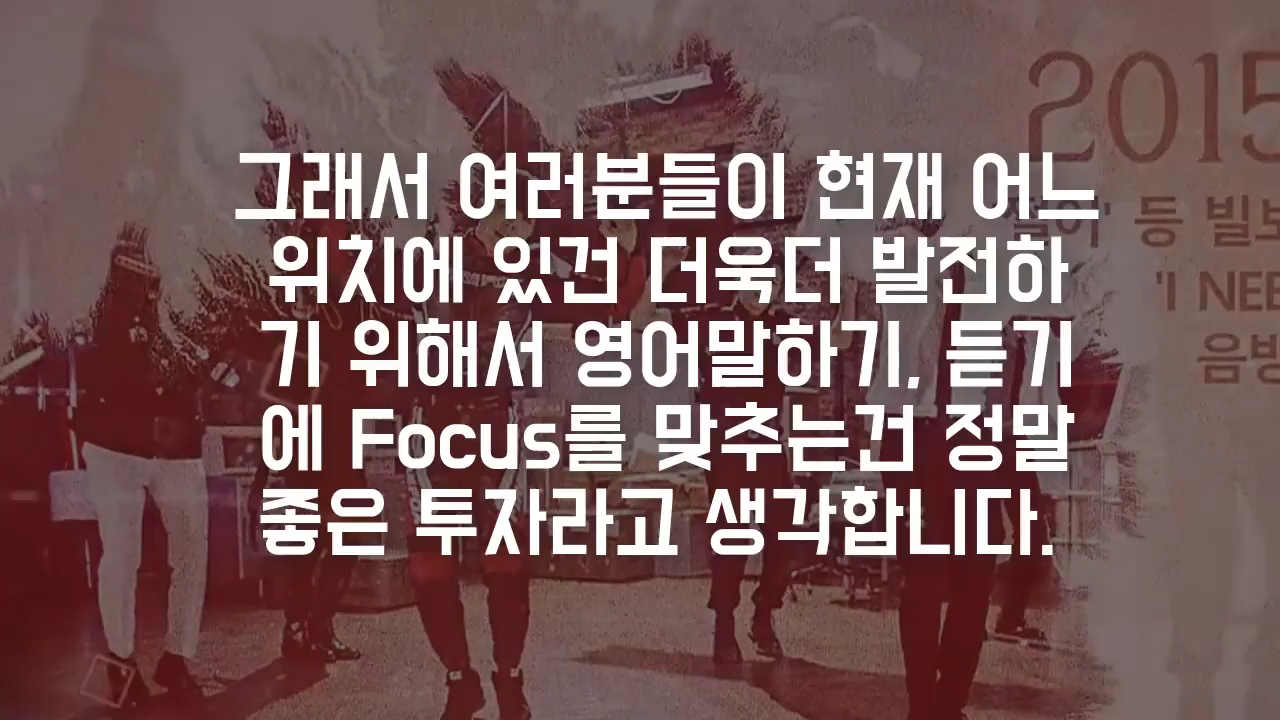 그래서 여러분들이 현재 어느
위치에 있건 더욱더 발전하
기 위해서 영어말하기, 듣기
에 Focus를 맞추는건 정말
좋은 투자라고 생각합니다.
2015
등 빌보
'I NEE
음방